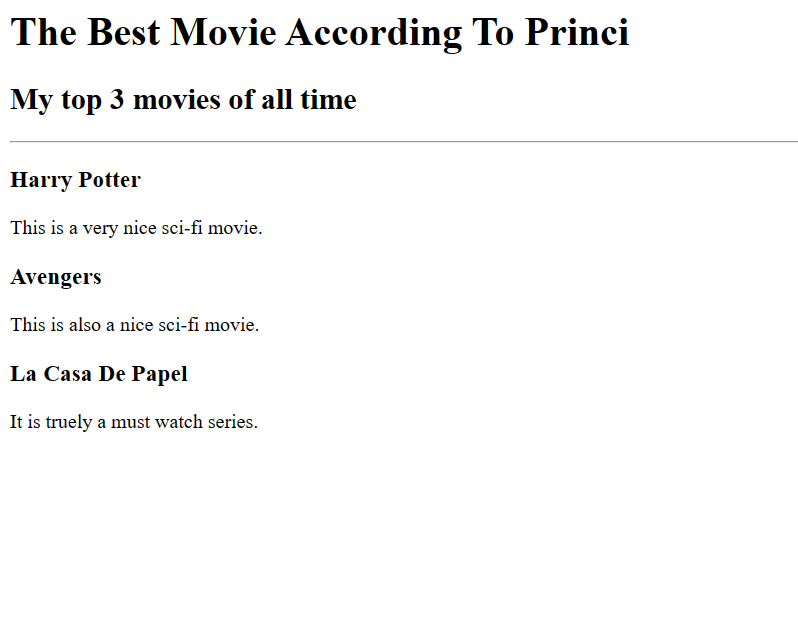 The Best Movie According To Princi
My top 3 movies of all time
Harry Potter
This is a very nice sci-fi movie.
Avengers
This is also a nice sci-fi movie.
La Casa De Papel
It is truely a must watch series.